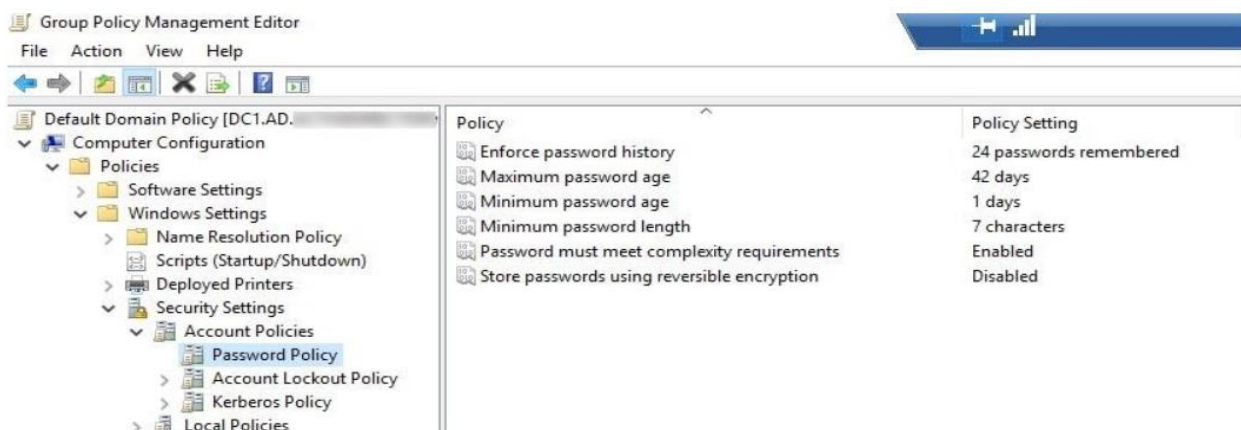 Group Policy Management Editor
File Action View Help
Default Domain Policy [DC1.AD.
Computer Configuration
Policies
Software Settings
Windows Settings
Name Resolution Policy
Scripts (Startup/Shutdown)
Deployed Printers
Security Settings
Account Policies
Password Policy
Account Lockout Policy
Kerberos Policy
Local Policies
Policy Policy Setting
Enforce password history 24 passwords remembered
Maximum password age 42 days
Minimum password age 1 days
Minimum password length 7 characters
Password must meet complexity requirements Enabled
Store passwords using reversible encryption Disabled